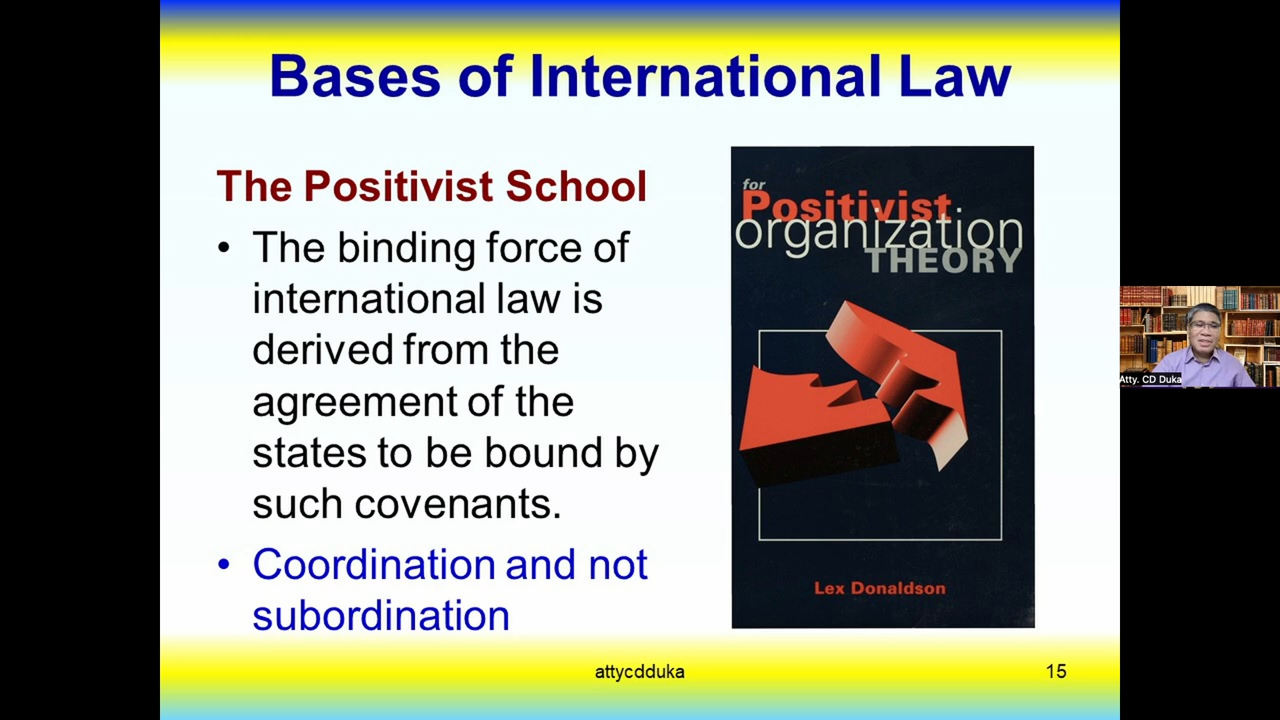 Bases of International Law
The Positivist School
• The binding force of
international law is
derived from the
agreement of the
states to be bound by
such covenants.
• Coordination and not
subordination
for
Positivist
organization
THEORY
Lex Donaldson
Atty. CD Duka
attycdduka
15